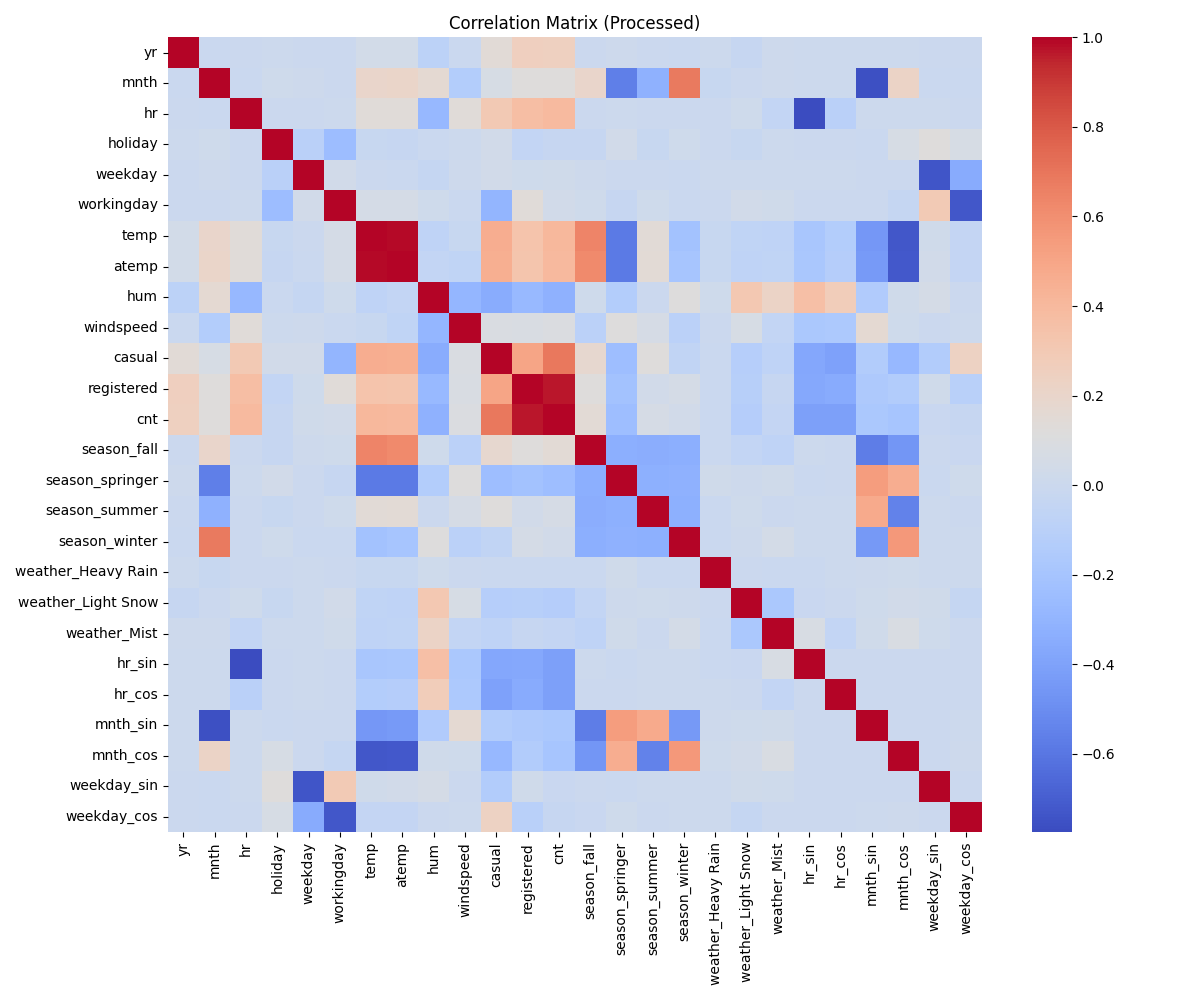 Correlation Matrix (Processed)
yr
mnth
hr
holiday
weekday
workingday
temp
atemp
hum
windspeed
casual
registered
cnt
season_fall
season_springer
season_summer
season_winter
weather_Heavy Rain
weather_Light Snow
weather_Mist
hr_sin
hr_cos
mnth_sin
mnth_cos
weekday_sin
weekday_cos
yr
mnth
hr
holiday
weekday
workingday
temp
atemp
hum
windspeed
casual
registered
cnt
season_fall
season_springer
season_summer
season_winter
weather_Heavy Rain
weather_Light Snow
weather_Mist
hr_sin
hr_cos
mnth_sin
mnth_cos
weekday_sin
weekday_cos
1.0
0.8
0.6
0.4
0.2
0.0
−0.2
−0.4
−0.6